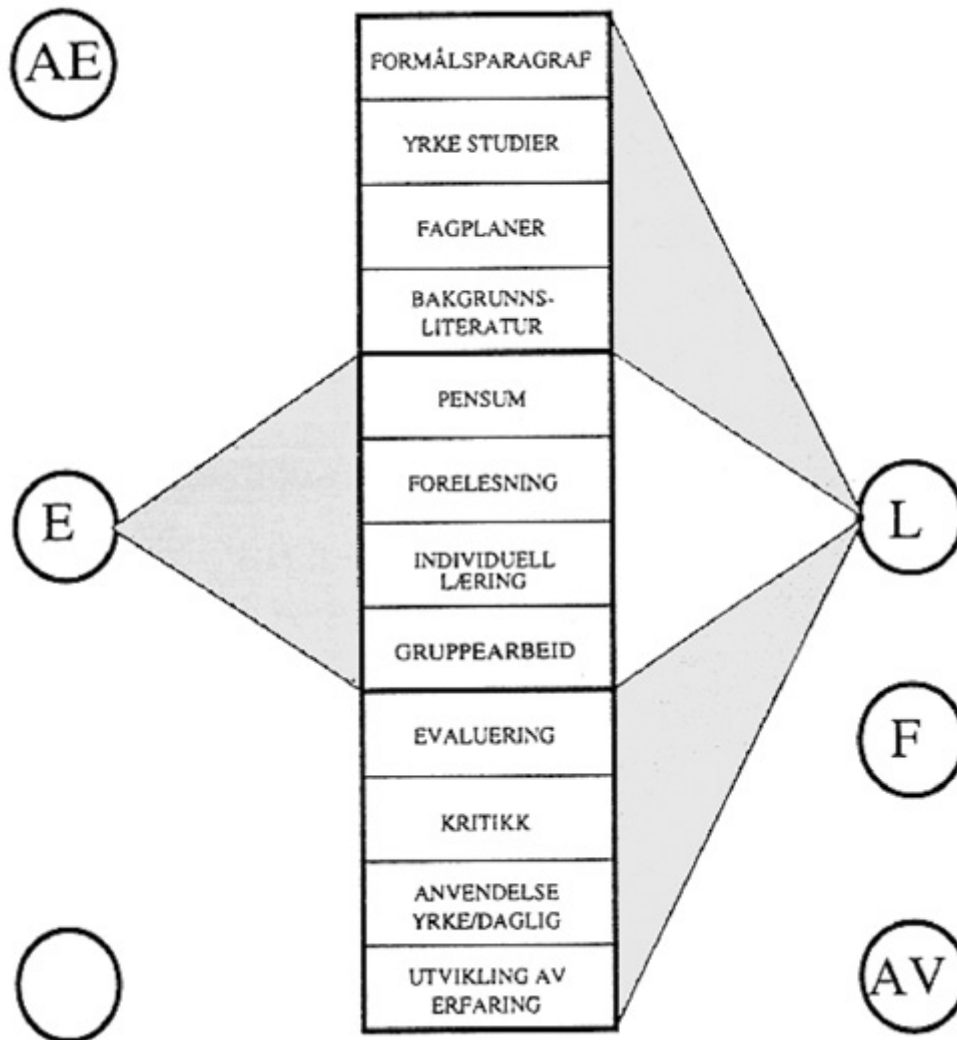 AE
FORMÅLSPARAGRAF
YRKE STUDIER
FAGPLANER
BAKGRUNNS-
LITERATUR
PENSUM
E
FORELESNING
L
INDIVIDUELL
LÆRING
GRUPPEARBEID
EVALUERING
F
KRITIKK
ANVENDELSE
YRKE/DAGLIG
UTVIKLING AV
ERFARING
AV